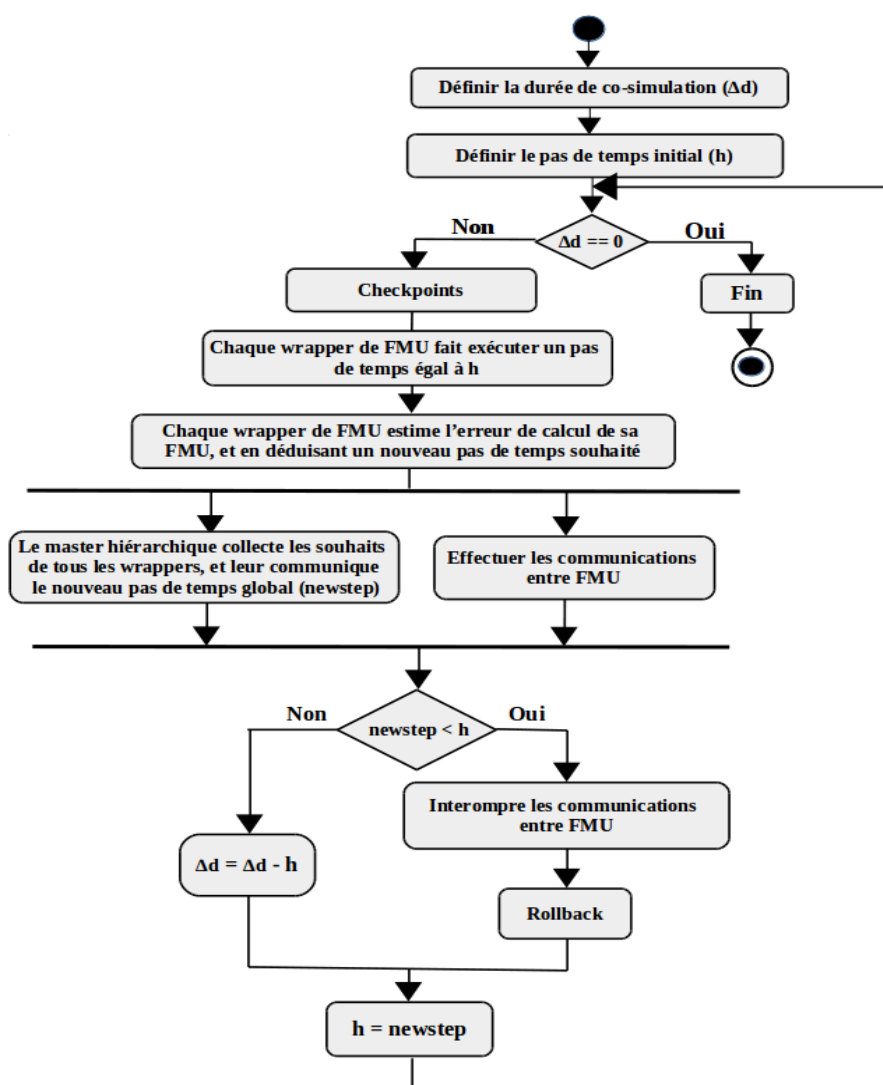 Définir la durée de co-simulation (Δd)
Définir le pas de temps initial (h)
Non
Oui
Δd == 0
Checkpoints
Fin
Chaque wrapper de FMU fait exécuter un pas
de temps égal à h
Chaque wrapper de FMU estime l'erreur de calcul de sa
FMU, et en déduisant un nouveau pas de temps souhaité
Le master hiérarchique collecte les souhaits
de tous les wrappers, et leur communique
le nouveau pas de temps global (newstep)
Effectuer les communications
entre FMU
Non
Oui
newstep < h
Interompre les communications
entre FMU
Δd = Δd - h
Rollback
h = newstep